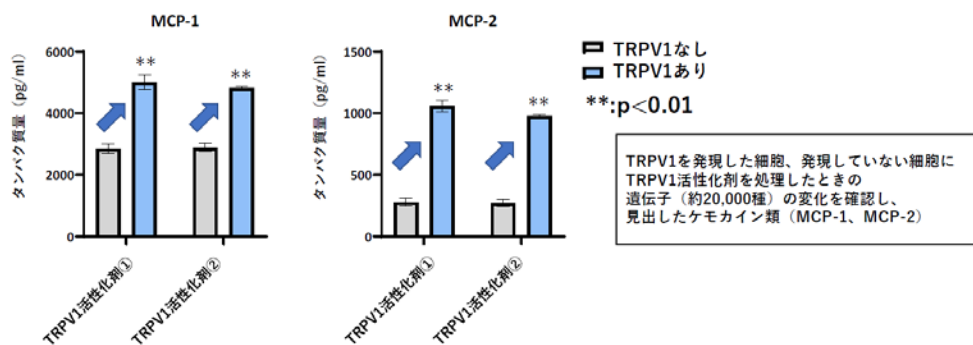 MCP-1
タンパク質量（pg/ml）
6000
4000
2000
0
**
**
TRPV1活性化剤①
TRPV1活性化剤②
MCP-2
タンパク質量（pg/ml）
1500
1000
500
0
**
**
TRPV1活性化剤①
TRPV1活性化剤②
TRPV1なし
TRPV1あり
**:p<0.01
TRPV1を発現した細胞、発現していない細胞に
TRPV1活性化剤を処理したときの
遺伝子（約20,000種）の変化を確認し、
見出したケモカイン類（MCP-1、MCP-2）